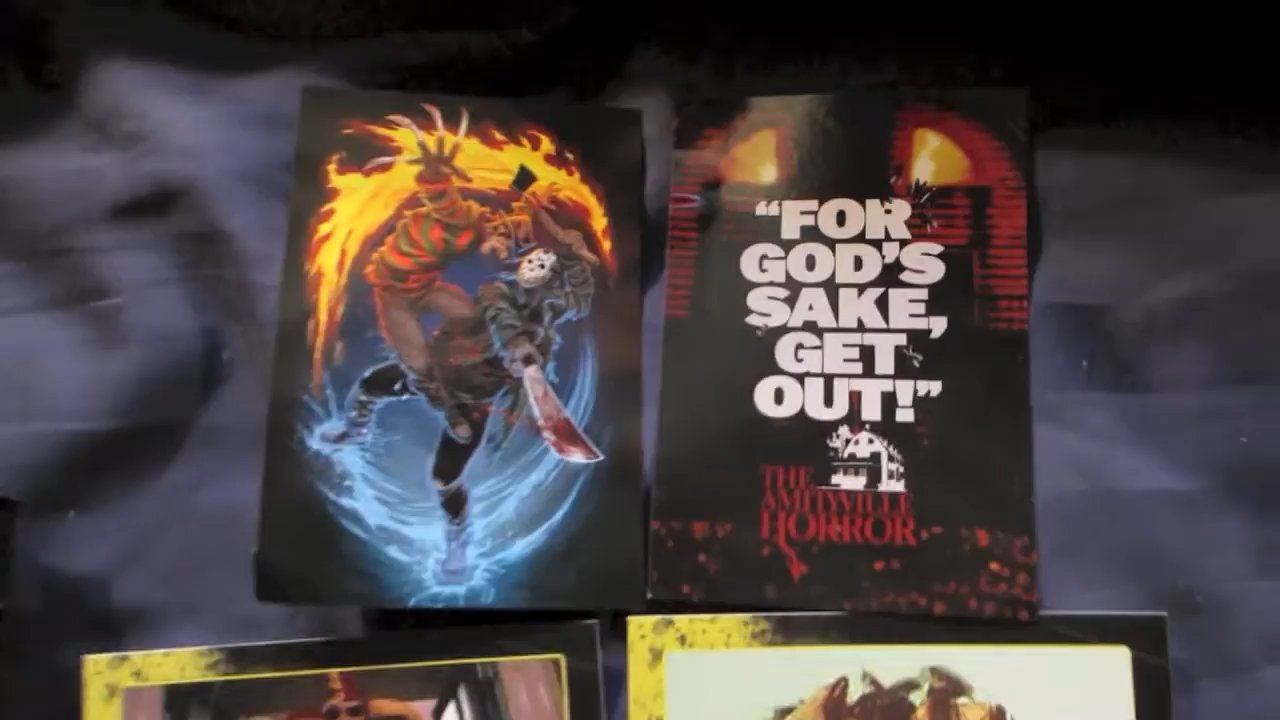 “FOR
GOD’S
SAKE,
GET
OUT!”
THE
AMITYVILLE
HORROR